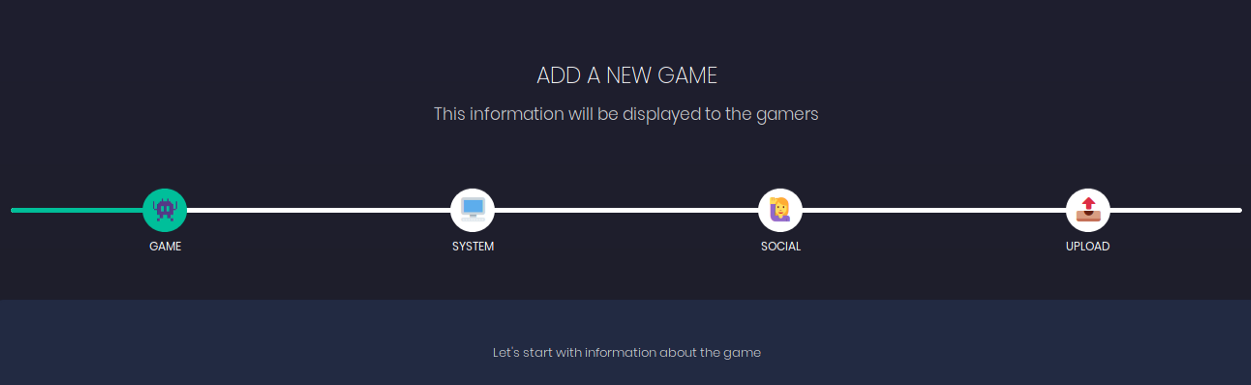 ADD A NEW GAME
This information will be displayed to the gamers
GAME
SYSTEM
SOCIAL
UPLOAD
Let's start with information about the game